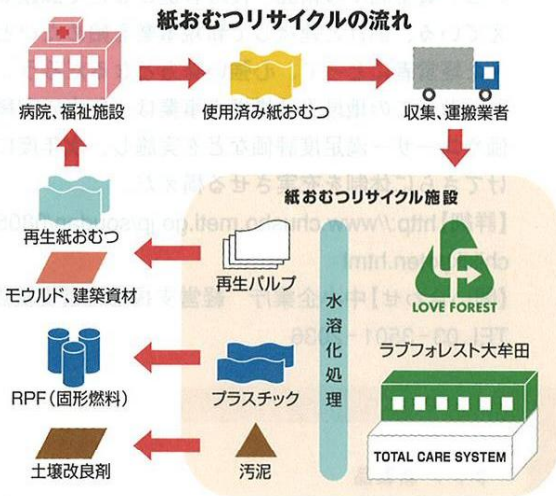 紙おむつリサイクルの流れ
病院、福祉施設
使用済み紙おむつ
収集、運搬業者
紙おむつリサイクル施設
再生紙おむつ
モウルド、建築資材
再生パルプ
水溶化処理
LOVE FOREST
ラブフォレスト大牟田
RPF(固形燃料)
プラスチック
TOTAL CARE SYSTEM
土壌改良剤
汚泥